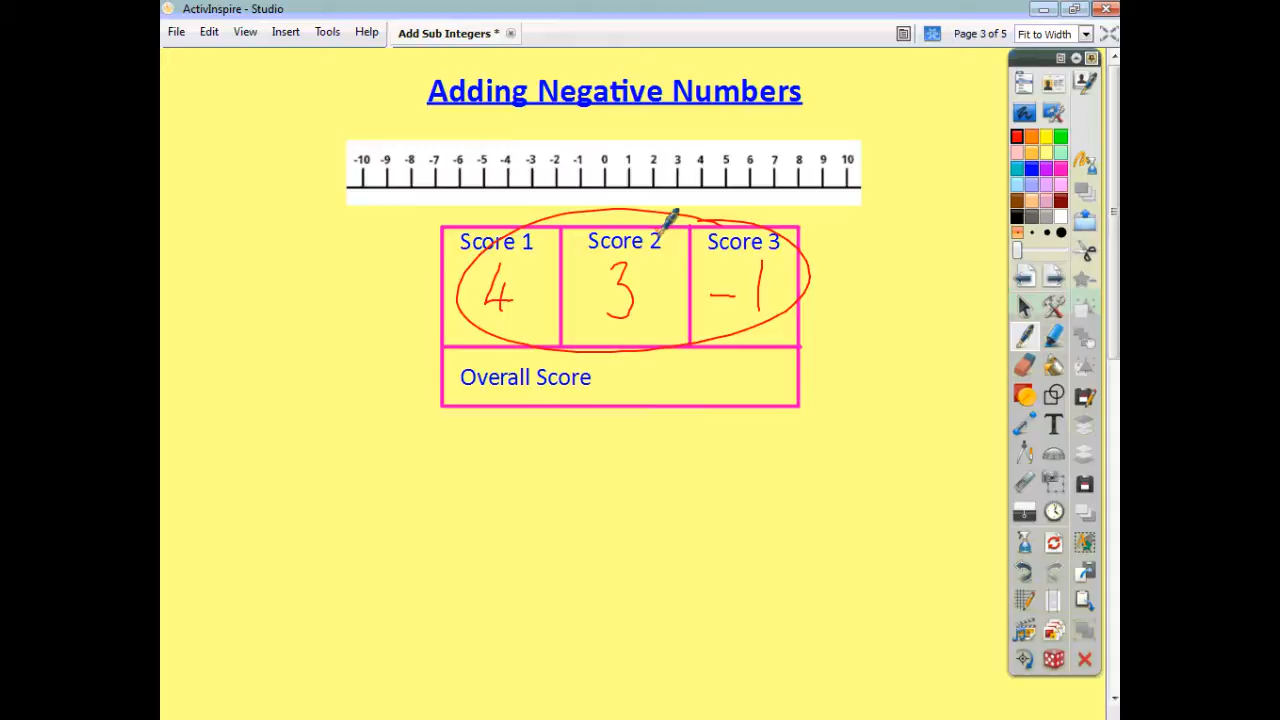 ActivInspire - Studio
File Edit View Insert Tools Help
Add Sub Integers *
Page 3 of 5
Fit to Width
Adding Negative Numbers
-10 -9 -8 -7 -6 -5 -4 -3 -2 -1 0 1 2 3 4 5 6 7 8 9 10
Score 1 Score 2 Score 3
4 3 -1
Overall Score